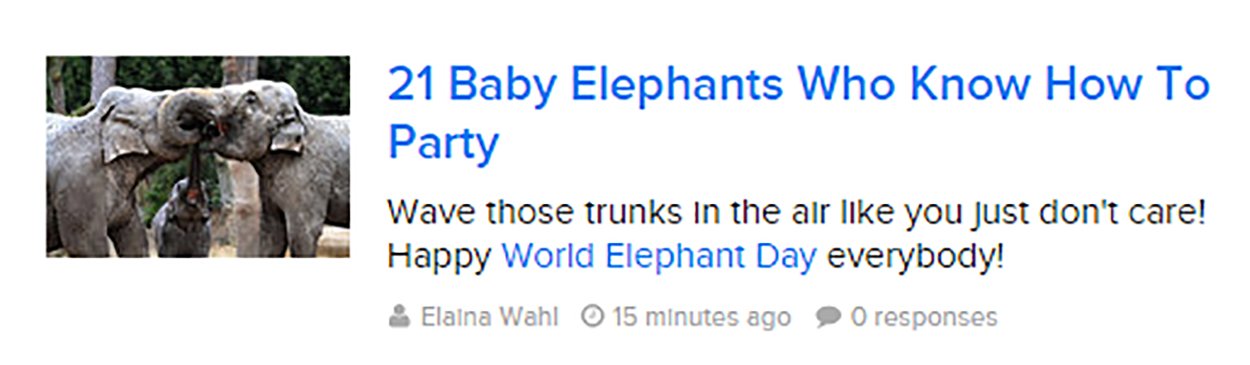 21 Baby Elephants Who Know How To
Party
Wave those trunks in the air like you just don't care!
Happy World Elephant Day everybody!
Elaina Wahl 15 minutes ago 0 responses